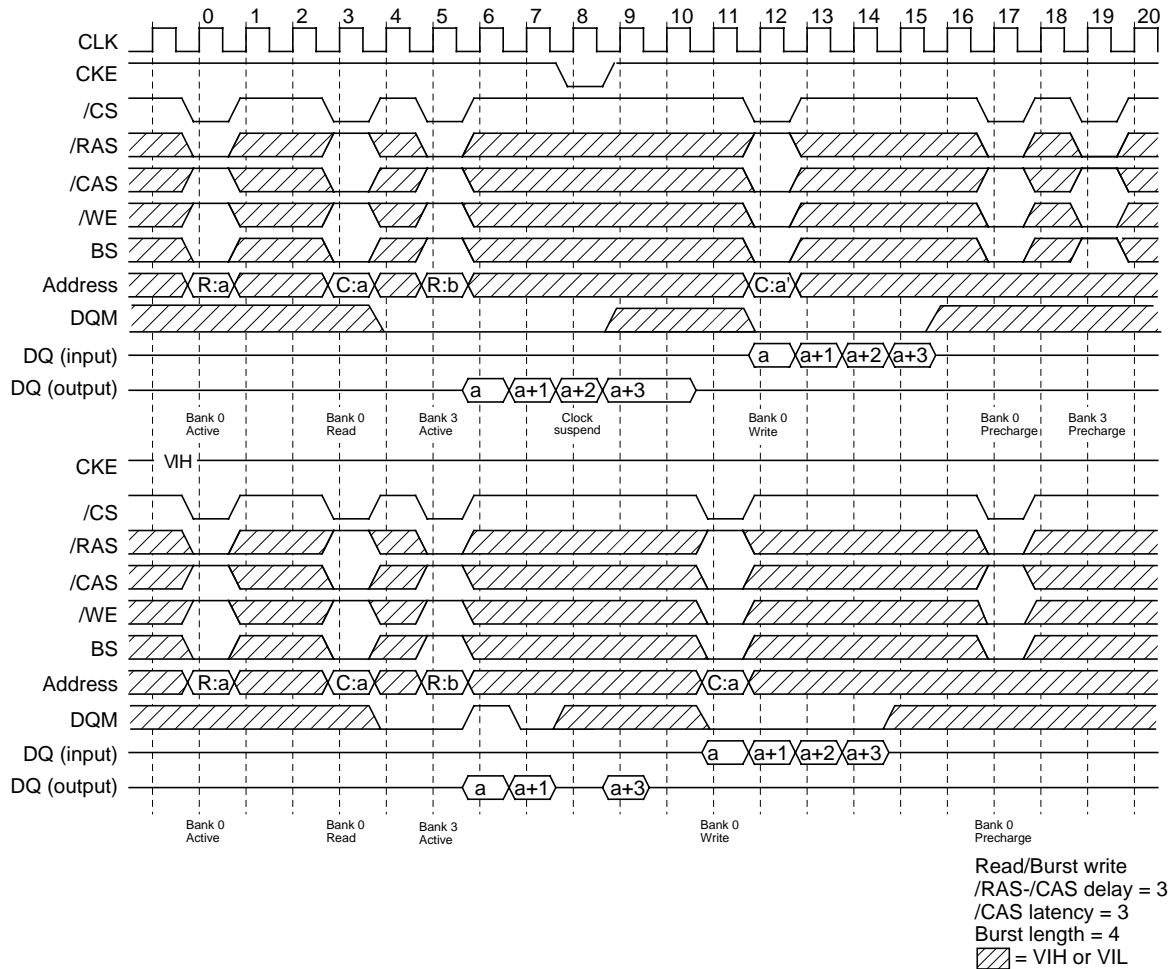 0 1 2 3 4 5 6 7 8 9 10 11 12 13 14 15 16 17 18 19 20
CLK
CKE
/CS
/RAS
/CAS
/WE
BS
Address R:a C:a R:b C:a'
DQM
DQ (input) a a+1 a+2 a+3
DQ (output) a a+1 a+2 a+3
Bank 0 Bank 0 Bank 3 Clock Bank 0 Bank 0 Bank 3
Active Read Active suspend Write Precharge Precharge
CKE VIH
/CS
/RAS
/CAS
/WE
BS
Address R:a C:a R:b C:a
DQM
DQ (input) a a+1 a+2 a+3
DQ (output) a a+1 a+3
Bank 0 Bank 0 Bank 3 Bank 0 Bank 0
Active Read Active Write Precharge
Read/Burst write
/RAS-/CAS delay = 3
/CAS latency = 3
Burst length = 4
= VIH or VIL